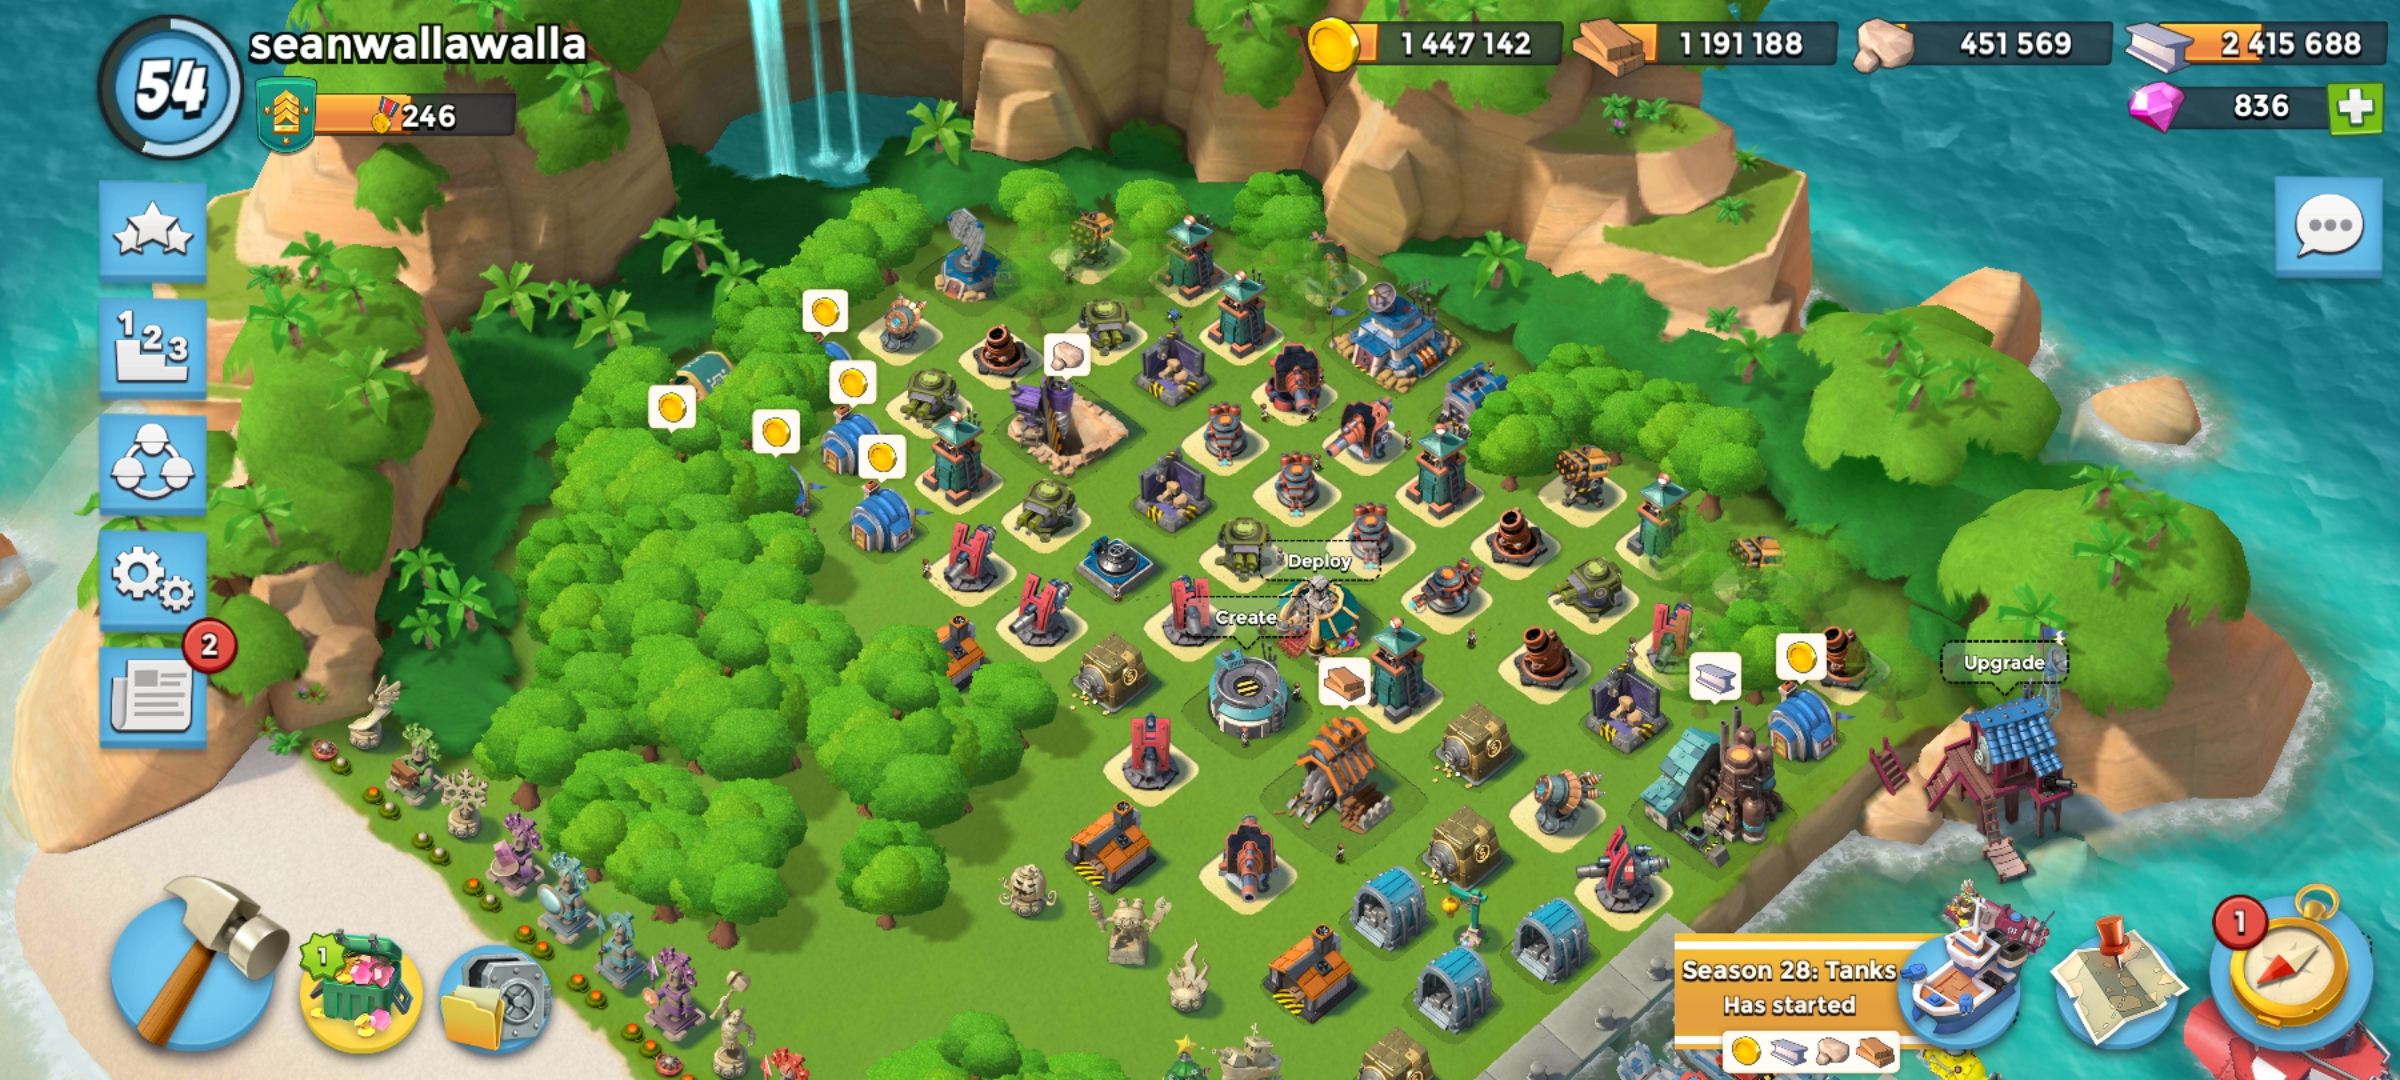 54
seanwallawalla
246
1 447 142
1 191 188
451 569
2 415 688
836
1 2 3
2
Deploy
Create
Upgrade
1
1
Season 28: Tanks
Has started